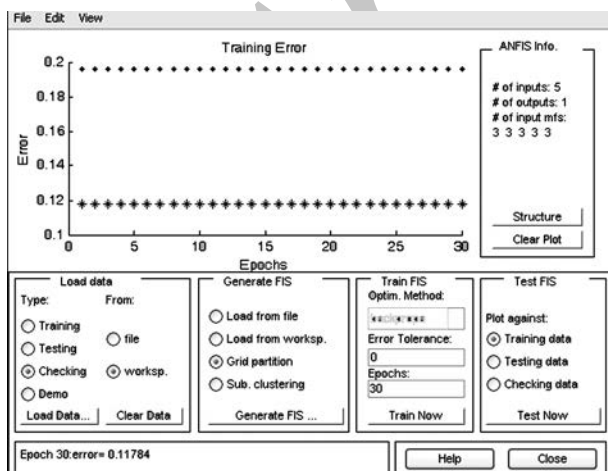 File Edit View
Training Error
ANFIS Info.
0.2
0.18
0.16
0.14
0.12
0.1
Error
0 5 10 15 20 25 30
Epochs
# of inputs: 5
# of outputs: 1
# of input mfs:
3 3 3 3 3
Structure
Clear Plot
Load data
Type: From:
Training
Testing
Checking
Demo
file
worksp.
Load Data... Clear Data
Generate FIS
Load from file
Load from worksp.
Grid partition
Sub. clustering
Generate FIS ...
Train FIS
Optim. Method:
Error Tolerance:
0
Epochs:
30
Train Now
Test FIS
Plot against:
Training data
Testing data
Checking data
Test Now
Epoch 30:error= 0.11784
Help Close